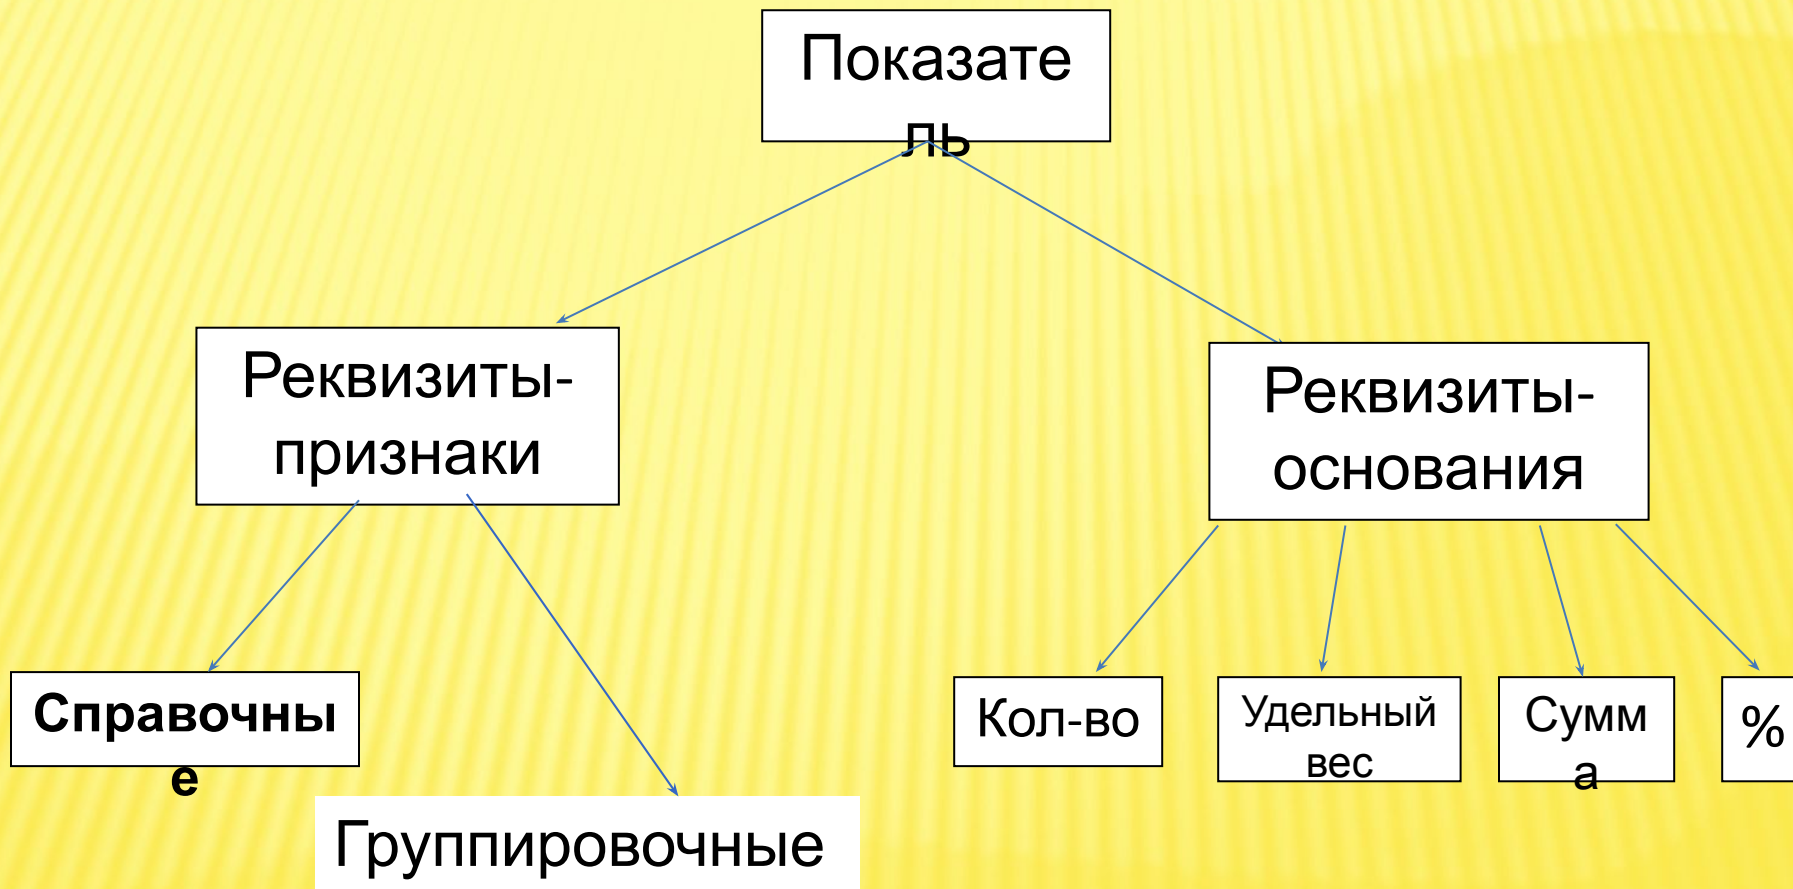 Показате
ль
Реквизиты-
признаки
Реквизиты-
основания
Справочны
е
Группировочные
Кол-во
Удельный
вес
Сумм
а
%